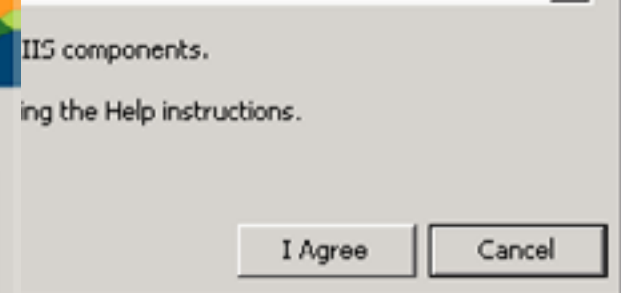 IIS components.
ing the Help instructions.
I Agree
Cancel